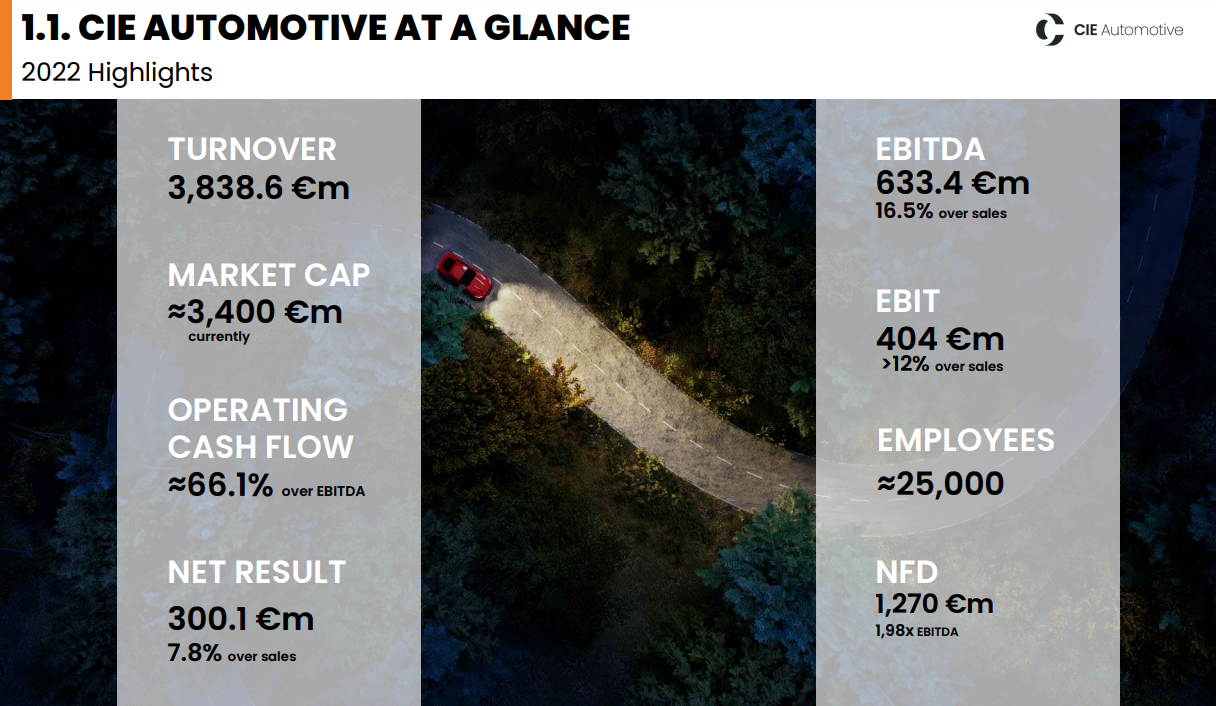 1.1. CIE AUTOMOTIVE AT A GLANCE
2022 Highlights
CIE Automotive
TURNOVER
3,838.6 €m
MARKET CAP
≈3,400 €m
currently
OPERATING
CASH FLOW
≈66.1% over EBITDA
NET RESULT
300.1 €m
7.8% over sales
EBITDA
633.4 €m
16.5% over sales
EBIT
404 €m
>12% over sales
EMPLOYEES
≈25,000
NFD
1,270 €m
1,98x EBITDA